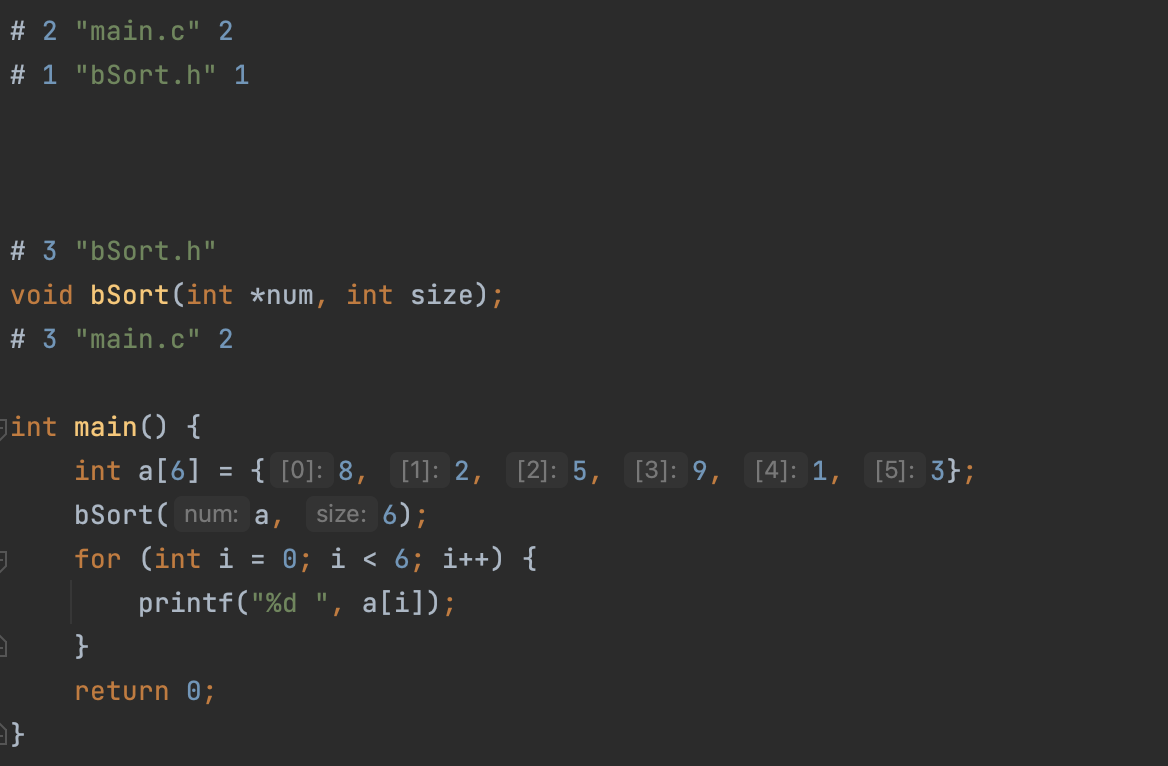 # 2 "main.c" 2
# 1 "bSort.h" 1
# 3 "bSort.h"
void bSort(int *num, int size);
# 3 "main.c" 2
int main() {
    int a[6] = { [0]: 8, [1]: 2, [2]: 5, [3]: 9, [4]: 1, [5]: 3};
    bSort( num: a, size: 6);
    for (int i = 0; i < 6; i++) {
        printf("%d ", a[i]);
    }
    return 0;
}